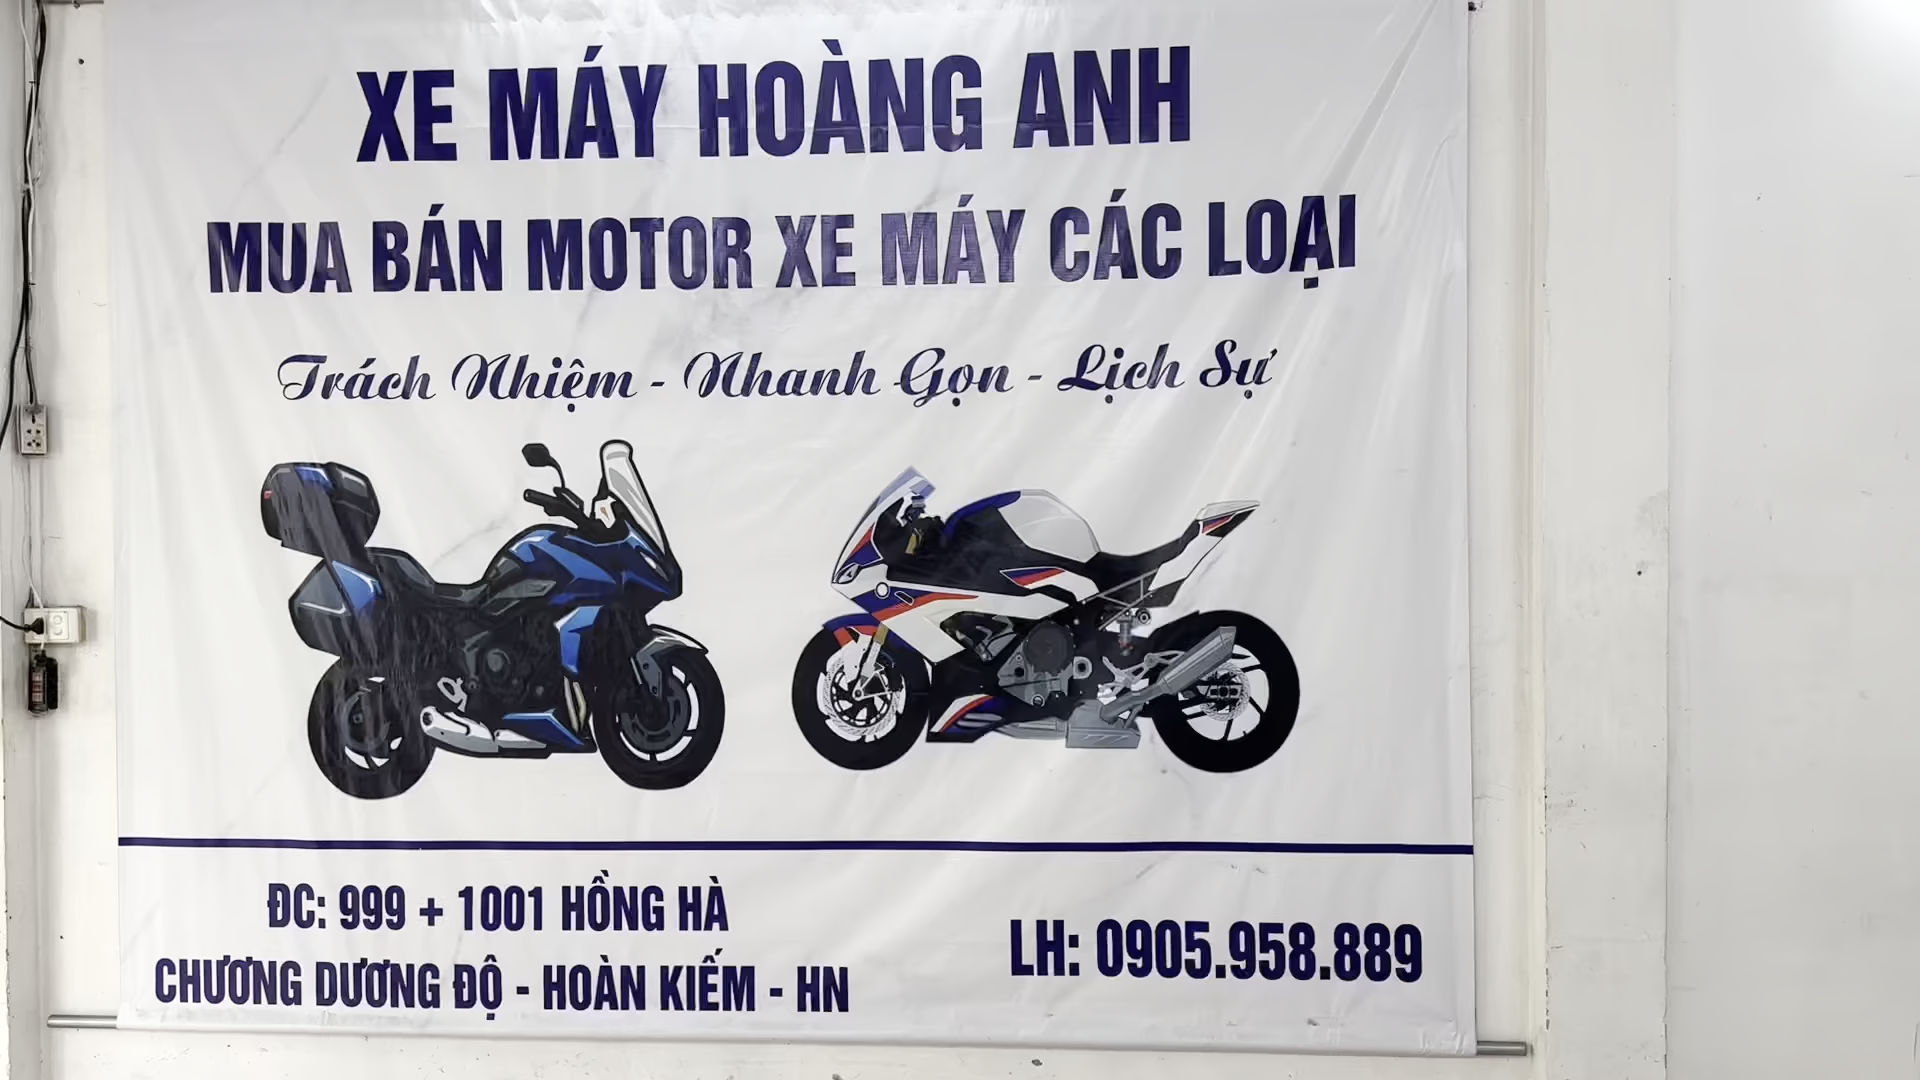 XE MÁY HOÀNG ANH
MUA BÁN MOTOR XE MÁY CÁC LOẠI
Trách Nhiệm - Nhanh Gọn - Lịch Sự
ĐC: 999 + 1001 HỒNG HÀ
CHƯƠNG DƯƠNG ĐỘ - HOÀN KIẾM - HN
LH: 0905.958.889